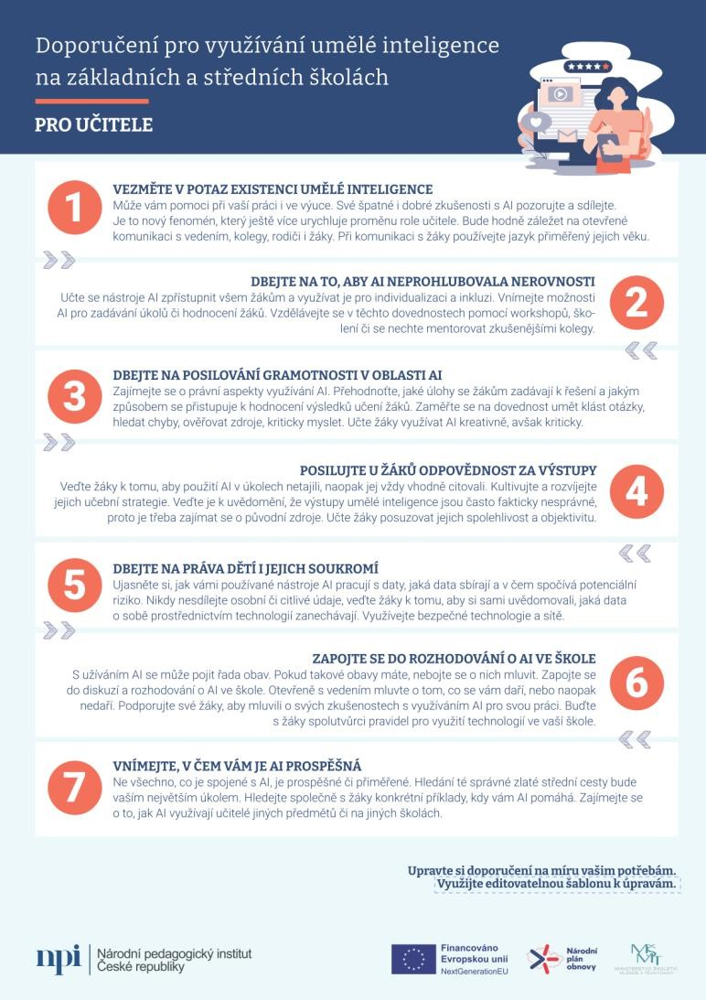 Doporučení pro využívání umělé inteligence
na základních a středních školách
PRO UČITELE
1
VEZMĚTE V POTAZ EXISTENCI UMĚLÉ INTELIGENCE
Může vám pomoci při vaší práci i ve výuce. Své špatné i dobré zkušenosti s AI pozorujte a sdílejte.
Je to nový fenomén, který ještě více urychluje proměnu role učitele. Bude hodně záležet na otevřené
komunikaci s vedením, kolegy, rodiči i žáky. Při komunikaci s žáky používejte jazyk přiměřený jejich věku.
2
DBEJTE NA TO, ABY AI NEPROHLUBOVALA NEROVNOSTI
Učte se nástroje AI zpřístupnit všem žákům a využívat je pro individualizaci a inkluzi. Vnímejte možnosti
AI pro zadávání úkolů či hodnocení žáků. Vzdělávejte se v těchto dovednostech pomocí workshopů, ško-
lení či se nechte mentorovat zkušenějšími kolegy.
3
DBEJTE NA POSILOVÁNÍ GRAMOTNOSTI V OBLASTI AI
Zajímejte se o právní aspekty využívání AI. Přehodnoťte, jaké úlohy se žákům zadávají k řešení a jakým
způsobem se přistupuje k hodnocení výsledků učení žáků. Zaměřte se na dovednost umět klást otázky,
hledat chyby, ověřovat zdroje, kriticky myslet. Učte žáky využívat AI kreativně, avšak kriticky.
4
POSILUJTE U ŽÁKŮ ODPOVĚDNOST ZA VÝSTUPY
Veďte žáky k tomu, aby použití AI v úkolech netajili, naopak jej vždy vhodně citovali. Kultivujte a rozvíjejte
jejich učební strategie. Veďte je k uvědomění, že výstupy umělé inteligence jsou často fakticky nesprávné,
proto je třeba zajímat se o původní zdroje. Učte žáky posuzovat jejich spolehlivost a objektivitu.
5
DBEJTE NA PRÁVA DĚTÍ I JEJICH SOUKROMÍ
Ujasněte si, jak vámi používané nástroje AI pracují s daty, jaká data sbírají a v čem spočívá potenciální
riziko. Nikdy nesdílejte osobní či citlivé údaje, veďte žáky k tomu, aby si sami uvědomovali, jaká data
o sobě prostřednictvím technologií zanechávají. Využívejte bezpečné technologie a sítě.
6
ZAPOJTE SE DO ROZHODOVÁNÍ O AI VE ŠKOLE
S užíváním AI se může pojit řada obav. Pokud takové obavy máte, nebojte se o nich mluvit. Zapojte se
do diskuzí a rozhodování o AI ve škole. Otevřeně s vedením mluvte o tom, co se vám daří, nebo naopak
nedaří. Podporujte své žáky, aby mluvili o svých zkušenostech s využíváním AI pro svou práci. Buďte
s žáky spolutvůrci pravidel pro využití technologií ve vaší škole.
7
VNÍMEJTE, V ČEM VÁM JE AI PROSPĚŠNÁ
Ne všechno, co je spojené s AI, je prospěšné či přiměřené. Hledání té správné zlaté střední cesty bude
vaším největším úkolem. Hledejte společně s žáky konkrétní příklady, kdy vám AI pomáhá. Zajímejte se
o to, jak AI využívají učitelé jiných předmětů či na jiných školách.
Upravte si doporučení na míru vašim potřebám.
Využijte editovatelnou šablonu k úpravám.
npi
Národní pedagogický institut
České republiky
Financováno
Evropskou unií
NextGenerationEU
Národní
plán
obnovy
MŠMT
MINISTERSTVO ŠKOLSTVÍ
MLÁDEŽE A TĚLOVÝCHOVY